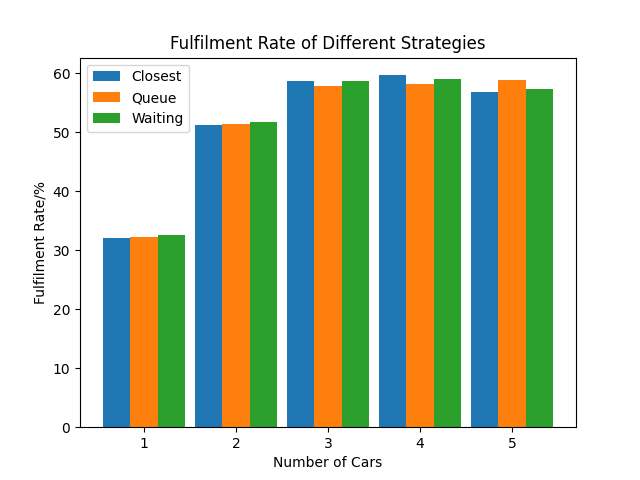 Fulfilment Rate of Different Strategies
Closest
Queue
Waiting
Fulfilment Rate/%
60
50
40
30
20
10
0
1 2 3 4 5
Number of Cars